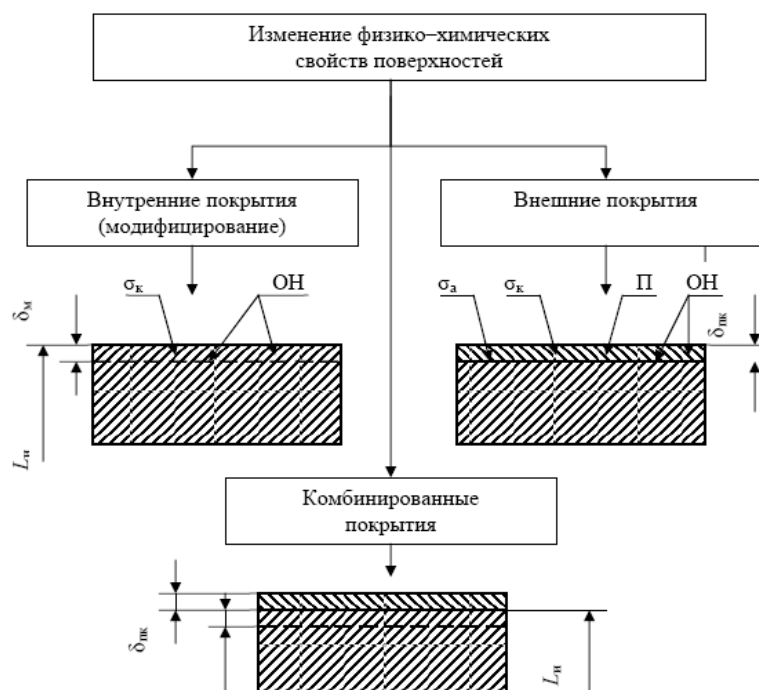 Изменение физико–химических
свойств поверхностей
Внутренние покрытия
(модифицирование)
Внешние покрытия
σк
ОН
σа
σк
П
ОН
δм
δпк
Lи
Комбинированные
покрытия
δпк
Lи